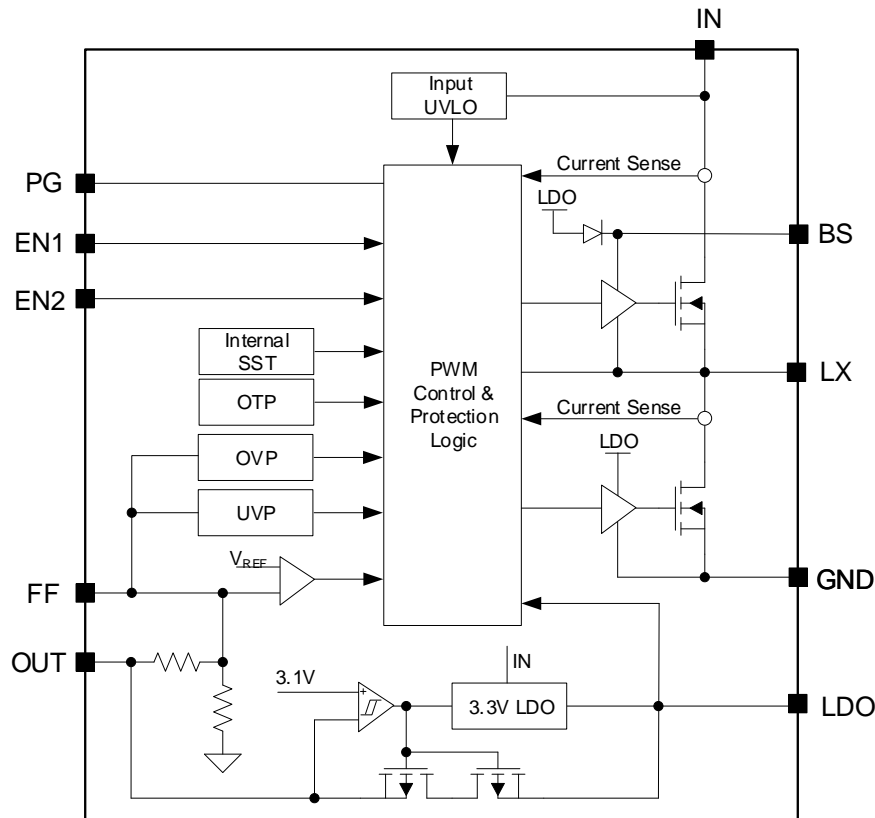 IN
Input
UVLO
Current Sense
PG
LDO
BS
EN1
EN2
Internal
SST
PWM
Control &
Protection
Logic
LX
OTP
Current Sense
OVP
LDO
UVP
VREF
FF
GND
OUT
IN
3.1V
+
3.3V LDO
LDO